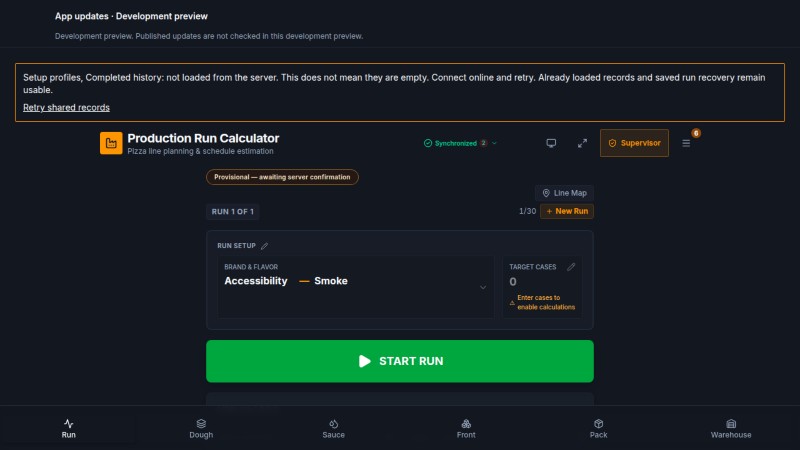 App updates · Development preview
Development preview. Published updates are not checked in this development preview.
Setup profiles, Completed history: not loaded from the server. This does not mean they are empty. Connect online and retry. Already loaded records and saved run recovery remain
usable.
Retry shared records
Production Run Calculator
Pizza line planning & schedule estimation
Synchronized 2
Supervisor
6
Provisional — awaiting server confirmation
Line Map
RUN 1 OF 1
1/30
+ New Run
RUN SETUP
BRAND & FLAVOR
Accessibility — Smoke
TARGET CASES
0
Enter cases to
enable calculations
START RUN
Run
Dough
Sauce
Front
Pack
Warehouse